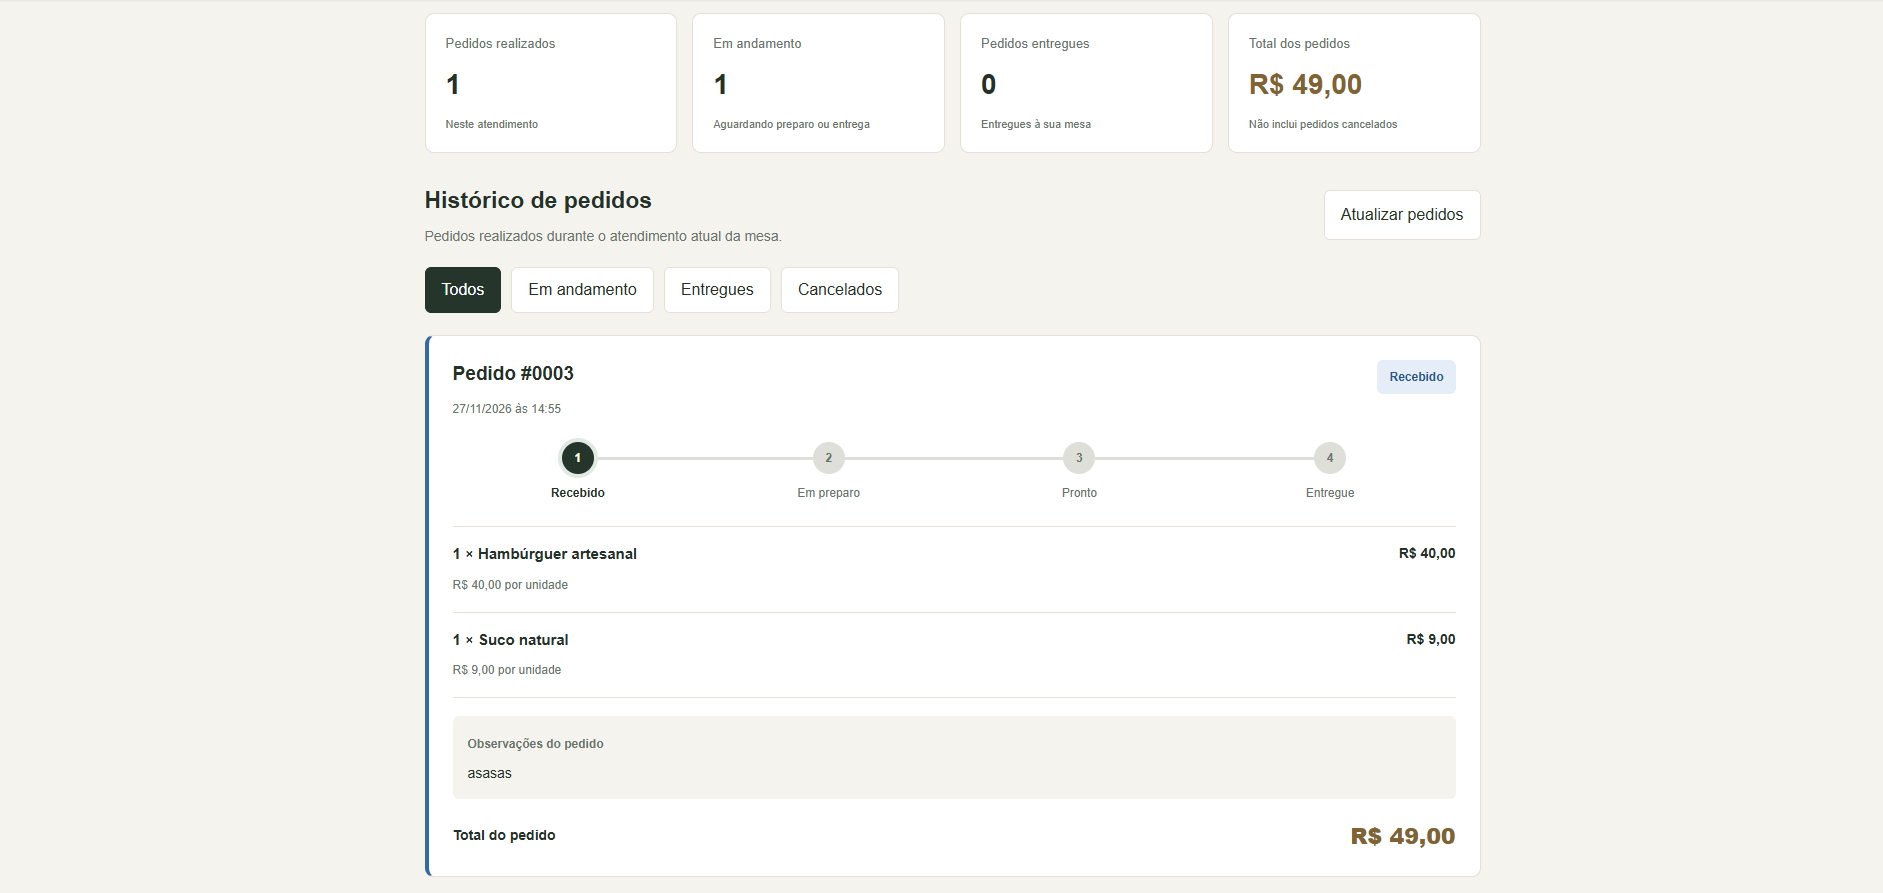 Pedidos realizados
1
Neste atendimento
Em andamento
1
Aguardando preparo ou entrega
Pedidos entregues
0
Entregues à sua mesa
Total dos pedidos
R$ 49,00
Não inclui pedidos cancelados
Histórico de pedidos
Pedidos realizados durante o atendimento atual da mesa.
Atualizar pedidos
Todos
Em andamento
Entregues
Cancelados
Pedido #0003
Recebido
27/11/2026 às 14:55
1
2
3
4
Recebido
Em preparo
Pronto
Entregue
1 × Hambúrguer artesanal
R$ 40,00
R$ 40,00 por unidade
1 × Suco natural
R$ 9,00
R$ 9,00 por unidade
Observações do pedido
asasas
Total do pedido
R$ 49,00